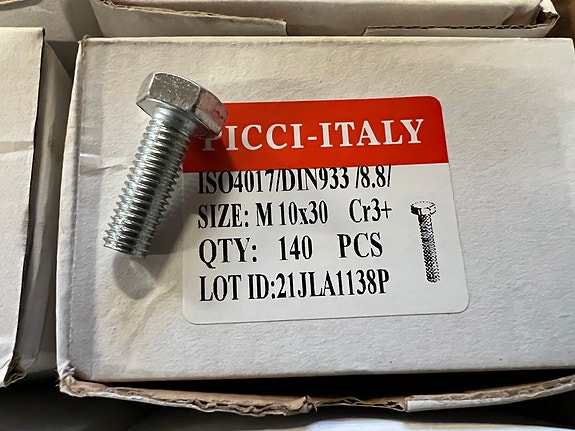 PICCI-ITALY
ISO4017/DIN933 /8.8/
SIZE: M 10x30 Cr3+
QTY: 140 PCS
LOT ID:21JLA1138P